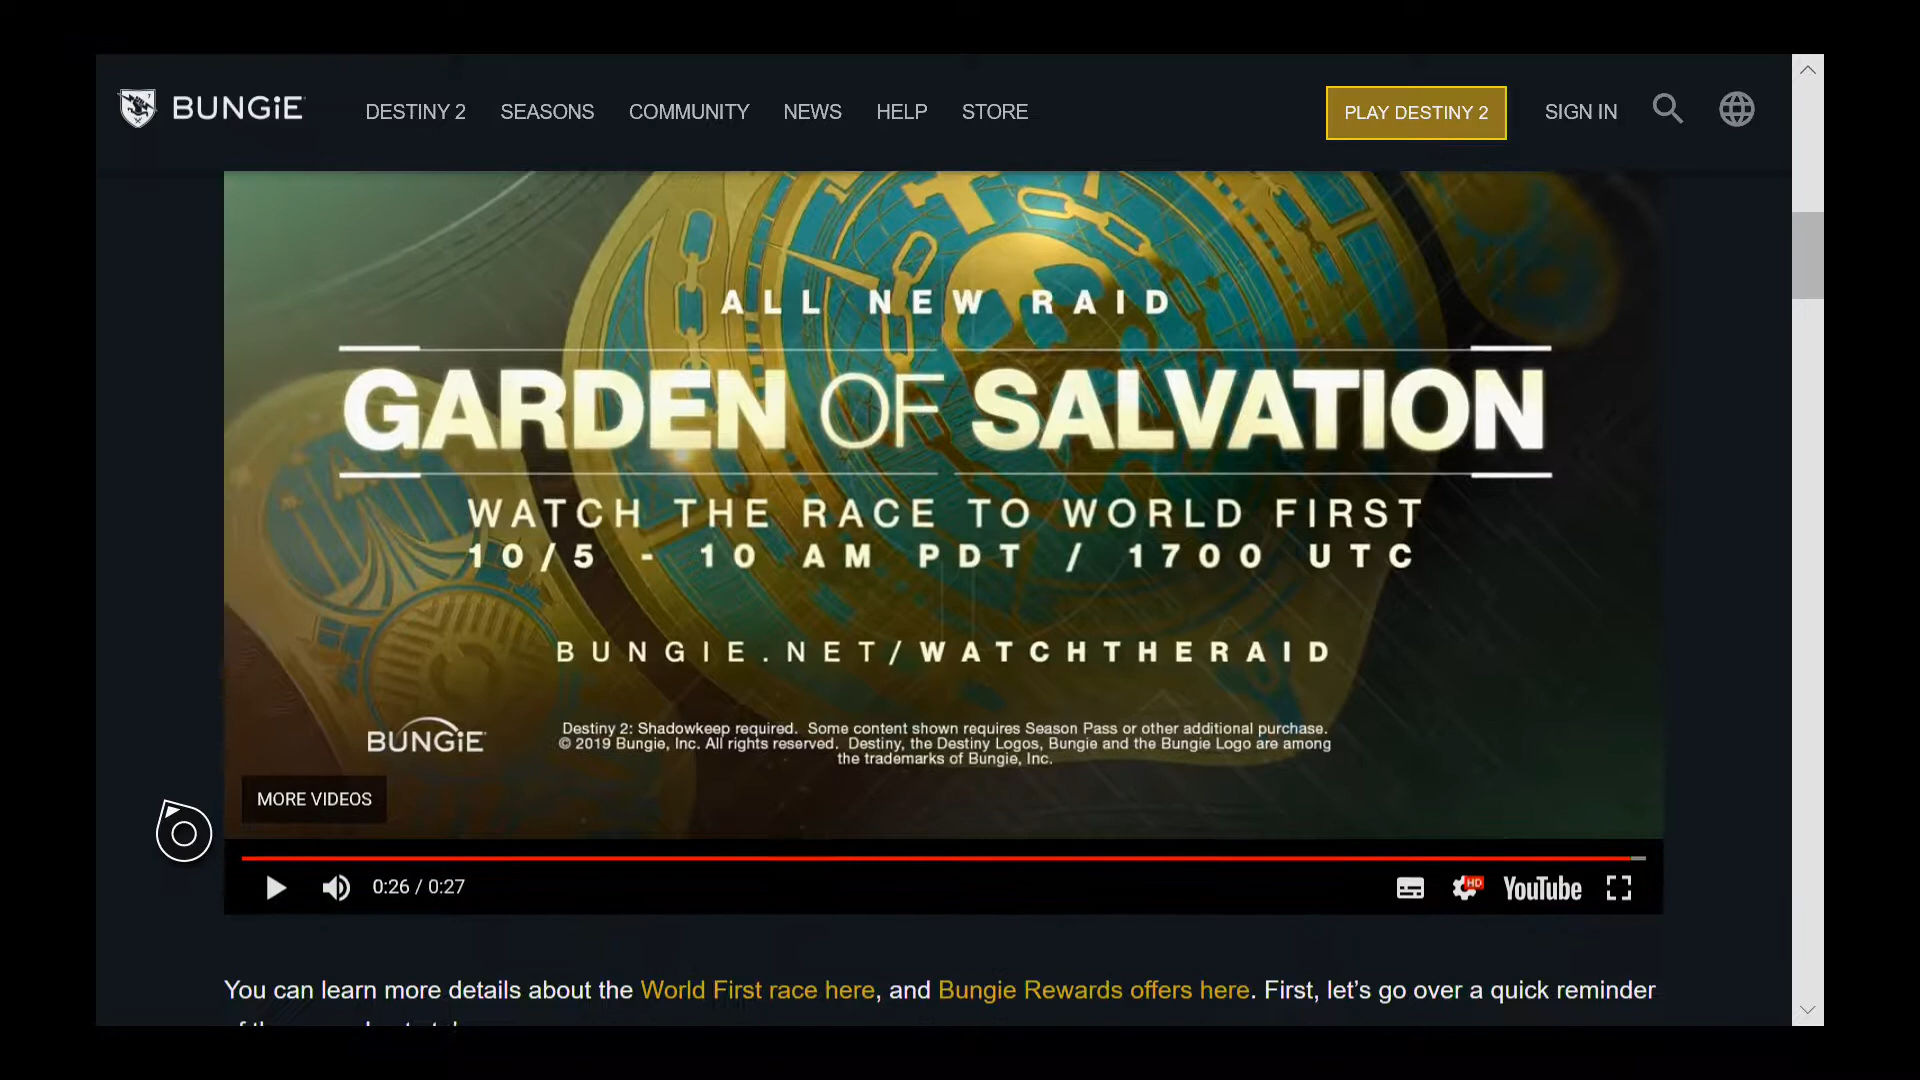 BUNGiE DESTINY 2 SEASONS COMMUNITY NEWS HELP STORE PLAY DESTINY 2 SIGN IN
ALL NEW RAID
GARDEN OF SALVATION
WATCH THE RACE TO WORLD FIRST
10/5 - 10 AM PDT / 1700 UTC
BUNGIE.NET/WATCHTHERAID
BUNGiE
Destiny 2: Shadowkeep required. Some content shown requires Season Pass or other additional purchase.
© 2019 Bungie, Inc. All rights reserved. Destiny, the Destiny Logos, Bungie and the Bungie Logo are among
the trademarks of Bungie, Inc.
MORE VIDEOS
0:26 / 0:27 HD YouTube
You can learn more details about the World First race here, and Bungie Rewards offers here. First, let’s go over a quick reminder